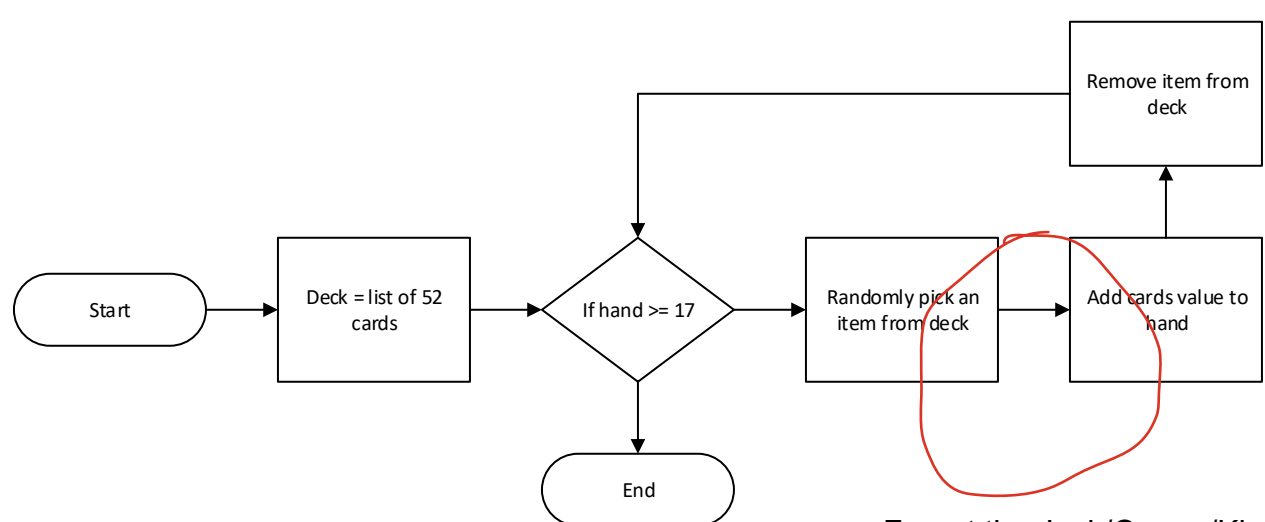 Remove item from
deck
Start
Deck = list of 52
cards
If hand >= 17
Randomly pick an
item from deck
Add cards value to
hand
End